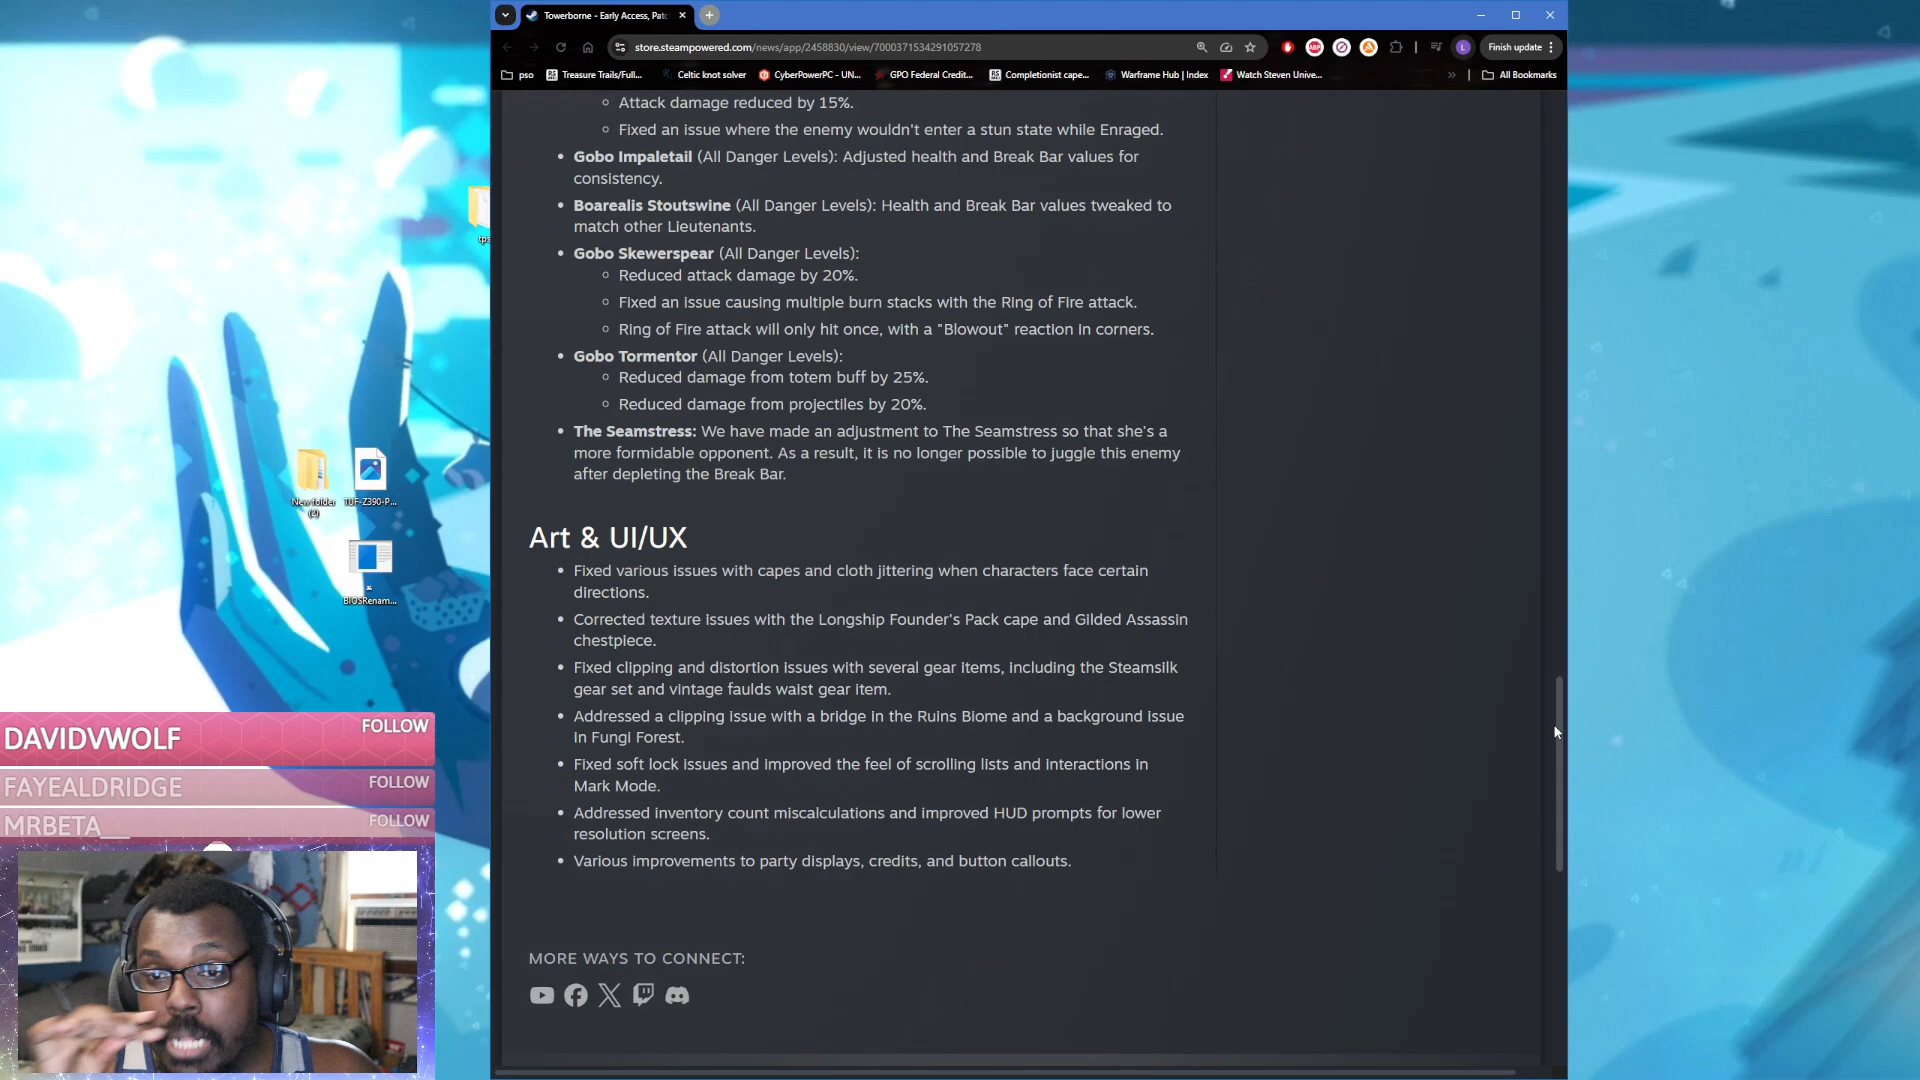 Towerborne - Early Access, Patc
store.steampowered.com/news/app/2458830/view/7000371534291057278
Finish update
pso
Treasure Trails/Full...
Celtic knot solver
CyberPowerPC - UN...
GPO Federal Credit...
Completionist cape...
Warframe Hub | Index
Watch Steven Unive...
All Bookmarks
Attack damage reduced by 15%.
Fixed an issue where the enemy wouldn't enter a stun state while Enraged.
Gobo Impaletail (All Danger Levels): Adjusted health and Break Bar values for
consistency.
Boarealis Stoutswine (All Danger Levels): Health and Break Bar values tweaked to
match other Lieutenants.
Gobo Skewerspear (All Danger Levels):
Reduced attack damage by 20%.
Fixed an issue causing multiple burn stacks with the Ring of Fire attack.
Ring of Fire attack will only hit once, with a "Blowout" reaction in corners.
Gobo Tormentor (All Danger Levels):
Reduced damage from totem buff by 25%.
Reduced damage from projectiles by 20%.
The Seamstress: We have made an adjustment to The Seamstress so that she's a
more formidable opponent. As a result, it is no longer possible to juggle this enemy
after depleting the Break Bar.
Art & UI/UX
Fixed various issues with capes and cloth jittering when characters face certain
directions.
Corrected texture issues with the Longship Founder's Pack cape and Gilded Assassin
chestpiece.
Fixed clipping and distortion issues with several gear items, including the Steamsilk
gear set and vintage faulds waist gear item.
Addressed a clipping issue with a bridge in the Ruins Biome and a background issue
in Fungi Forest.
Fixed soft lock issues and improved the feel of scrolling lists and interactions in
Mark Mode.
Addressed inventory count miscalculations and improved HUD prompts for lower
resolution screens.
Various improvements to party displays, credits, and button callouts.
MORE WAYS TO CONNECT:
tps
New folder
(2)
TUF-Z390-P...
BIOSRenam...
DAVIDVWOLF FOLLOW
FAYEALDRIDGE FOLLOW
MRBETA__ FOLLOW